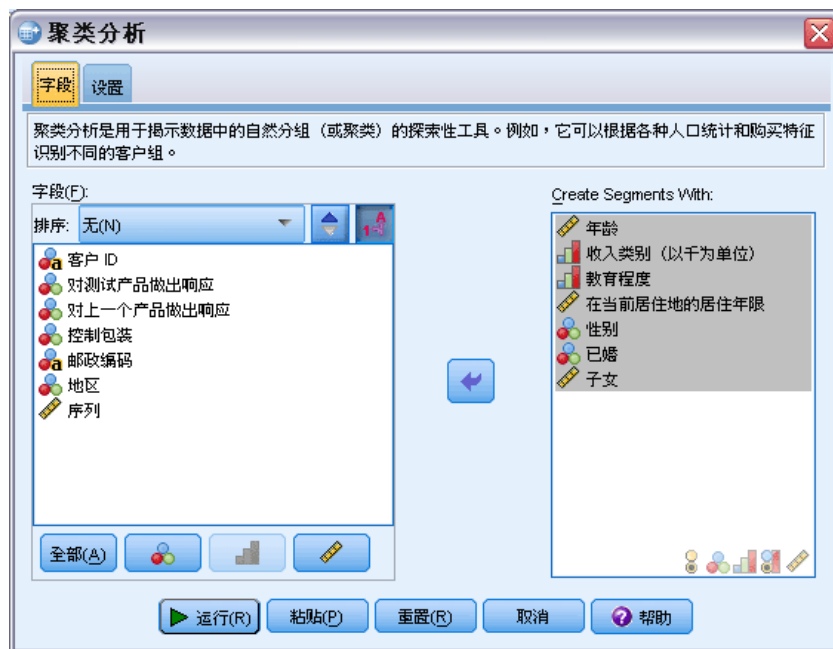 聚类分析
字段
设置
聚类分析是用于揭示数据中的自然分组（或聚类）的探索性工具。例如，它可以根据各种人口统计和购买特征
识别不同的客户组。
字段(F):
排序: 无(N)
客户 ID
对测试产品做出响应
对上一个产品做出响应
控制包装
邮政编码
地区
序列
全部(A)
Create Segments With:
年龄
收入类别（以千为单位）
教育程度
在当前居住地的居住年限
性别
已婚
子女
运行(R)
粘贴(P)
重置(R)
取消
帮助